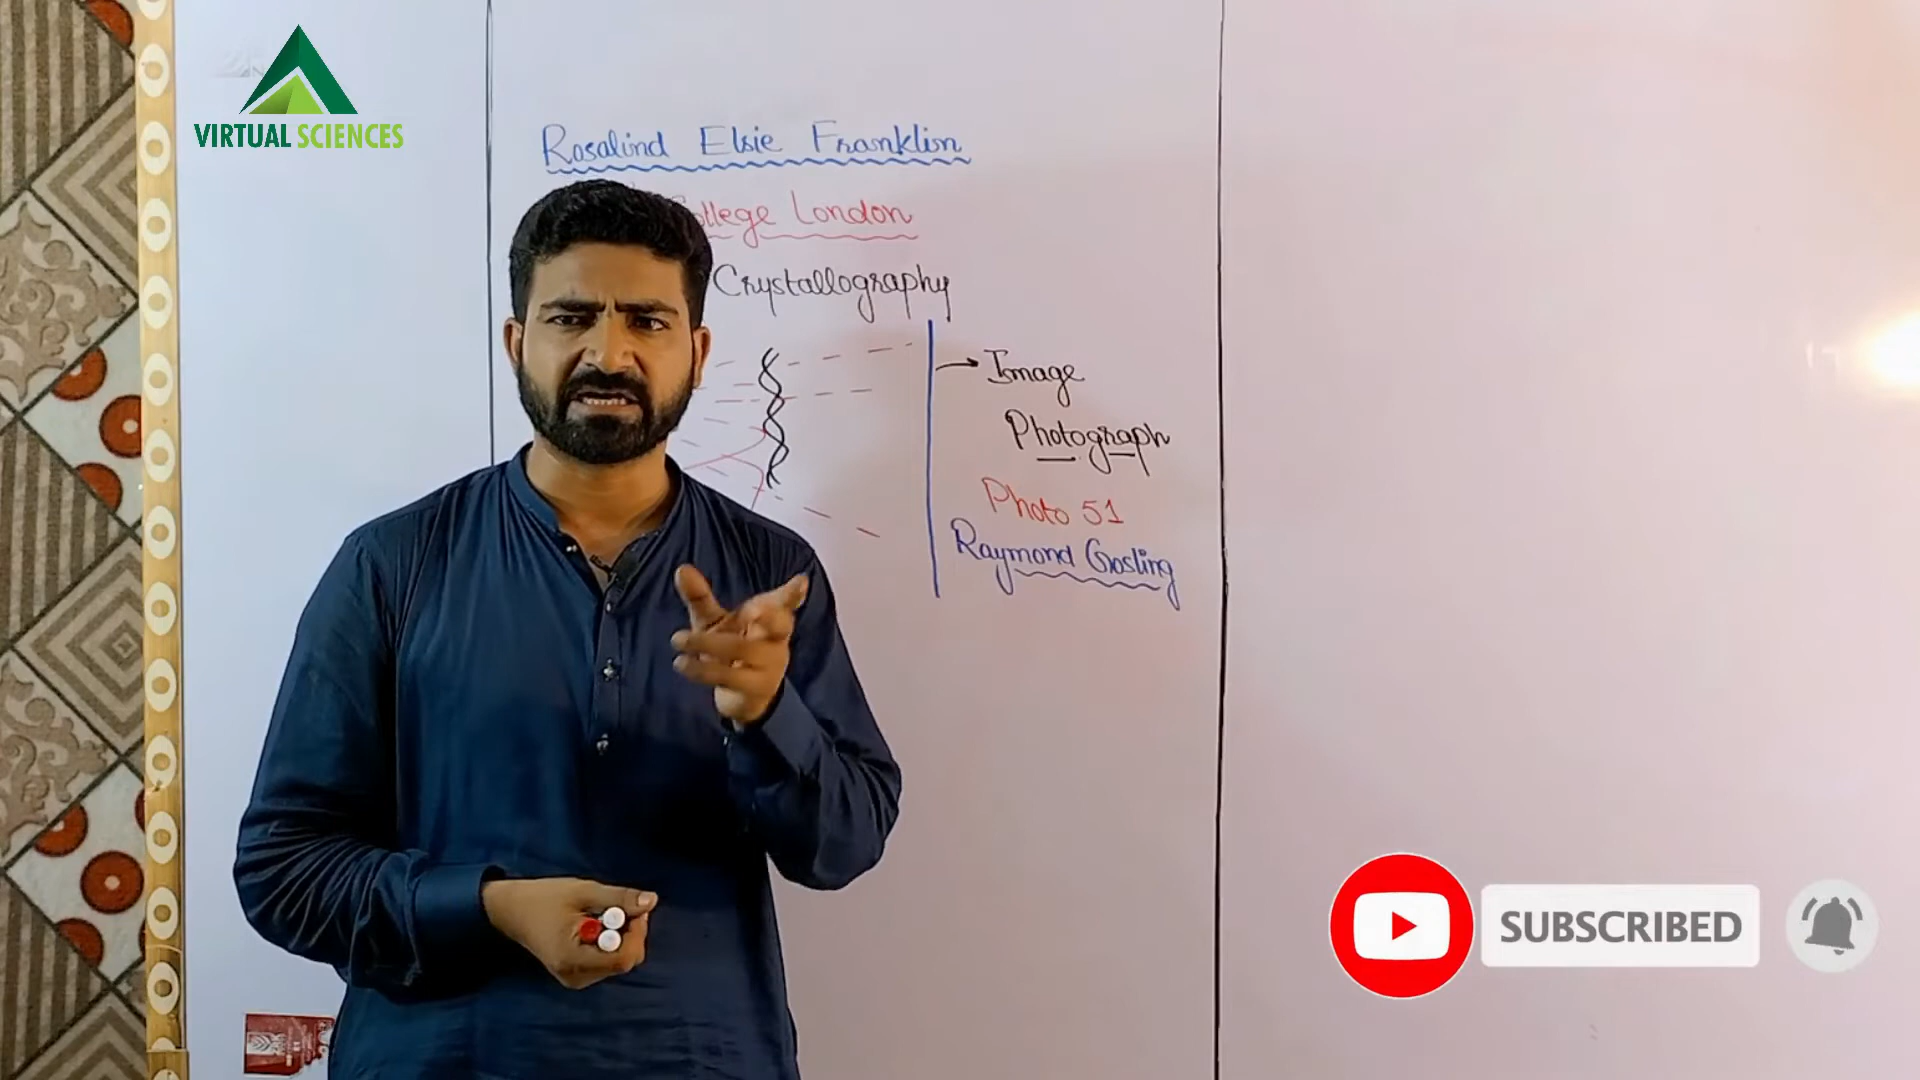 VIRTUAL SCIENCES
Rosalind Elsie Franklin
College London
Crystallography
Image
Photograph
Photo 51
Raymond Gosling
SUBSCRIBED